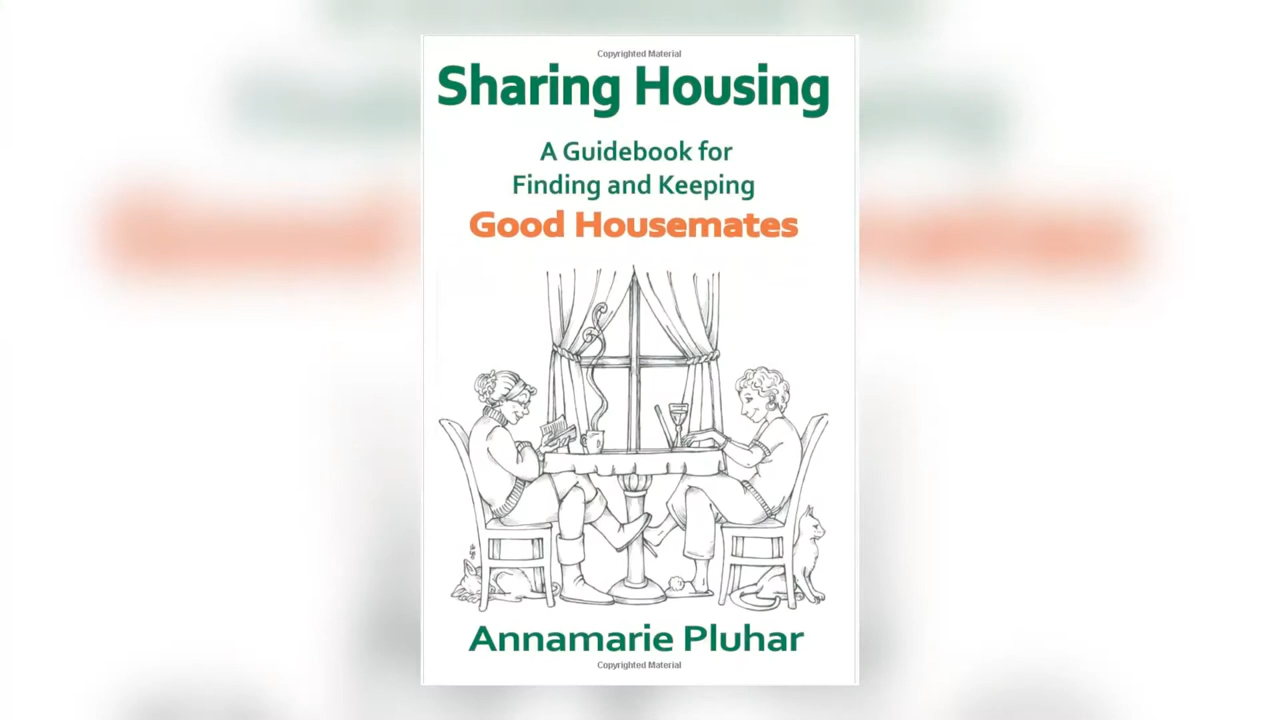 Copyrighted Material
Sharing Housing
A Guidebook for
Finding and Keeping
Good Housemates
Annamarie Pluhar
Copyrighted Material